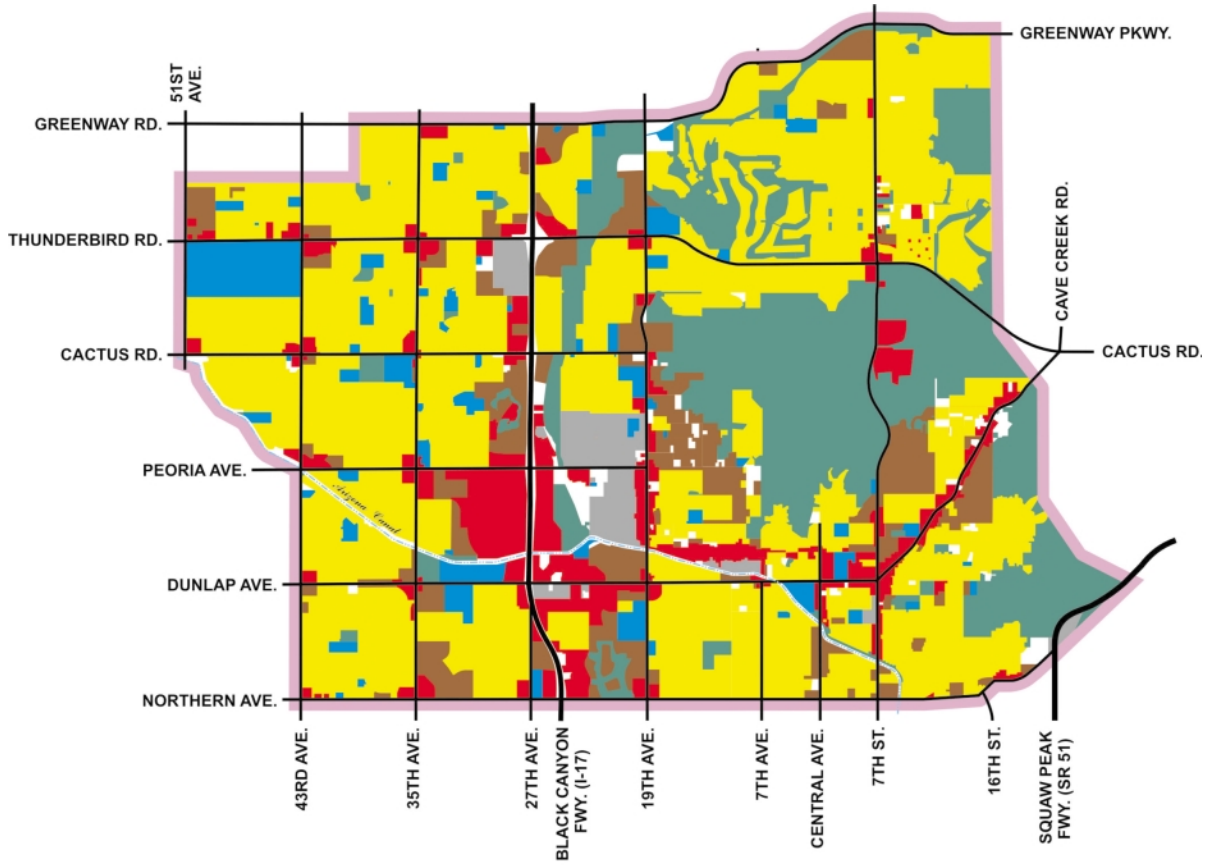 GREENWAY PKWY.
51ST
AVE.
GREENWAY RD.
THUNDERBIRD RD.
CAVE CREEK RD.
CACTUS RD.
CACTUS RD.
PEORIA AVE.
Arizona Canal
DUNLAP AVE.
NORTHERN AVE.
43RD AVE.
35TH AVE.
27TH AVE.
BLACK CANYON
FWY. (I-17)
19TH AVE.
7TH AVE.
CENTRAL AVE.
7TH ST.
16TH ST.
SQUAW PEAK
FWY. (SR 51)